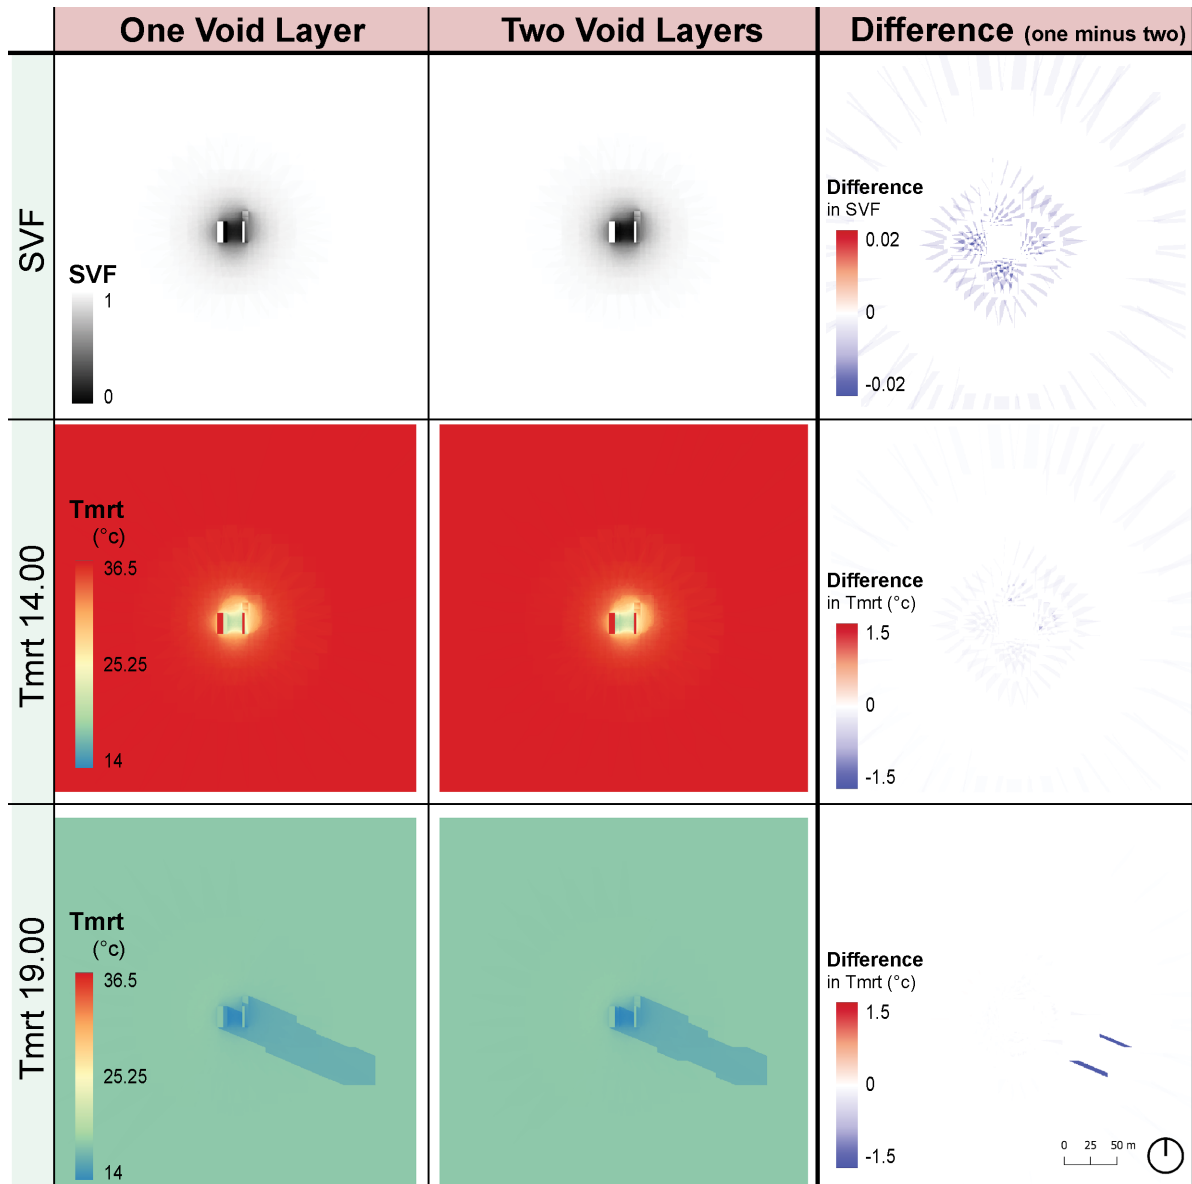 One Void Layer
Two Void Layers
Difference (one minus two)
SVF
SVF
1
0
Difference
in SVF
0.02
0
-0.02
Tmrt 14.00
Tmrt
(°c)
36.5
25.25
14
Difference
in Tmrt (°c)
1.5
0
-1.5
Tmrt 19.00
Tmrt
(°c)
36.5
25.25
14
Difference
in Tmrt (°c)
1.5
0
-1.5
0 25 50 m